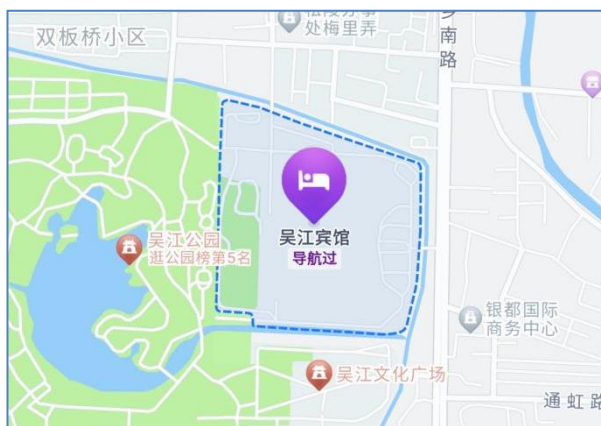 双板桥小区
处梅里弄
南路
吴江公园
逛公园榜第5名
吴江宾馆
导航过
银都国际
商务中心
吴江文化广场
通虹路